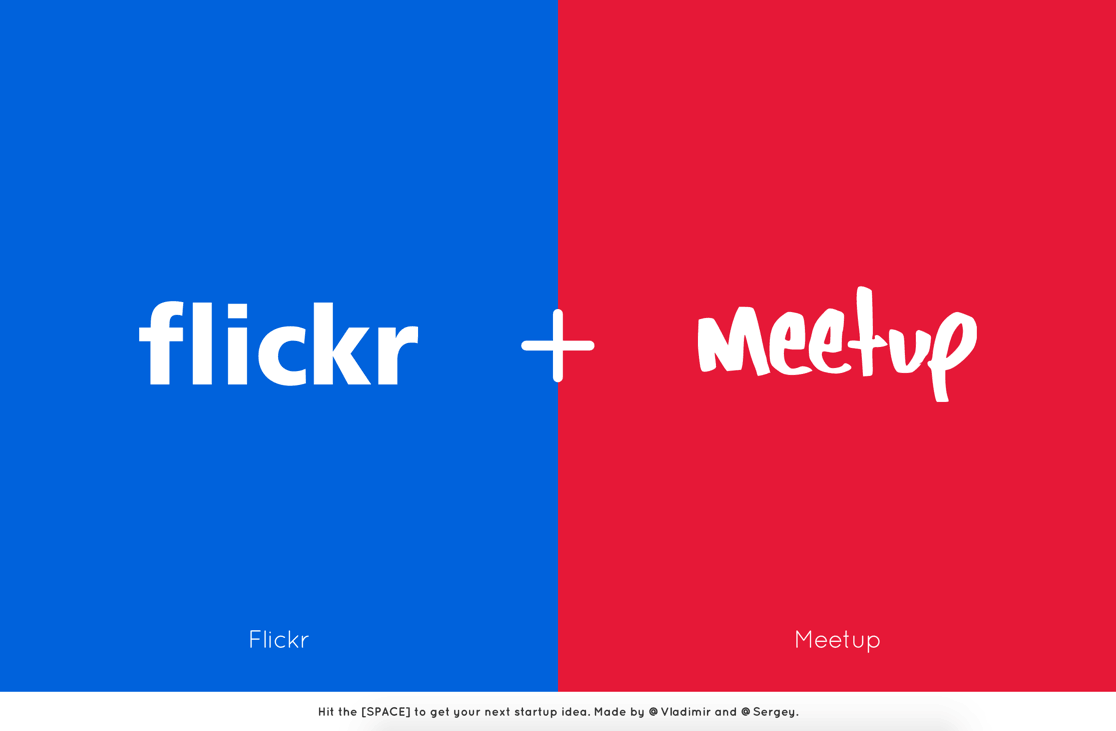 flickr + meetup
Flickr Meetup
Hit the [SPACE] to get your next startup idea. Made by @Vladimir and @Sergey.